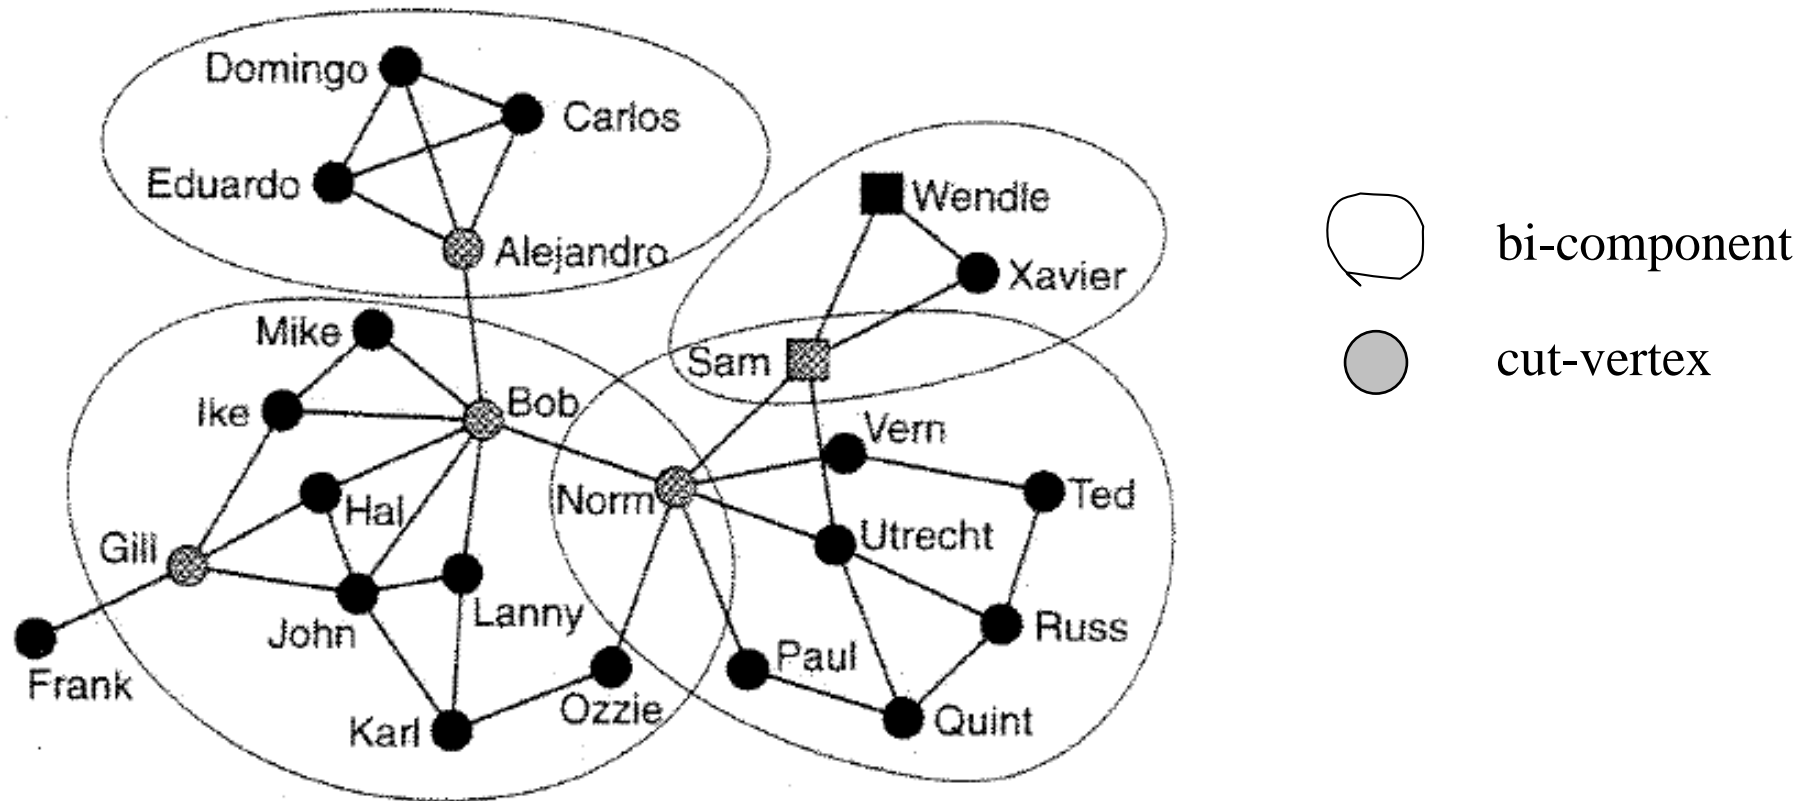 Domingo
Carlos
Eduardo
Alejandro
Wendle
Xavier
Mike
Sam
Ike
Bob
Vern
Norm
Ted
Hal
Gill
Utrecht
Lanny
John
Russ
Paul
Frank
Ozzie
Karl
Quint
bi-component
cut-vertex